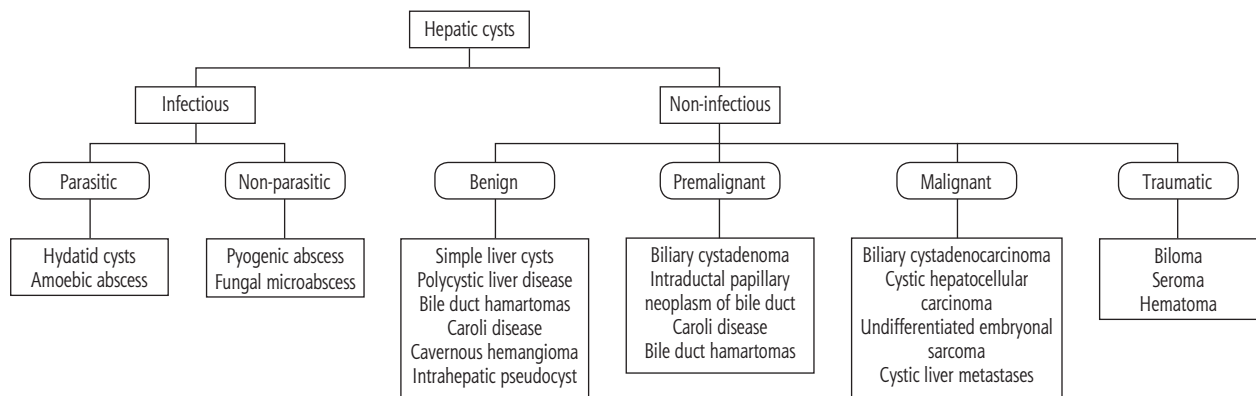 Hepatic cysts
Infectious
Non-infectious
Parasitic
Non-parasitic
Benign
Premalignant
Malignant
Traumatic
Hydatid cysts
Amoebic abscess
Pyogenic abscess
Fungal microabscess
Simple liver cysts
Polycystic liver disease
Bile duct hamartomas
Caroli disease
Cavernous hemangioma
Intrahepatic pseudocyst
Biliary cystadenoma
Intraductal papillary
neoplasm of bile duct
Caroli disease
Bile duct hamartomas
Biliary cystadenocarcinoma
Cystic hepatocellular
carcinoma
Undifferentiated embryonal
sarcoma
Cystic liver metastases
Biloma
Seroma
Hematoma